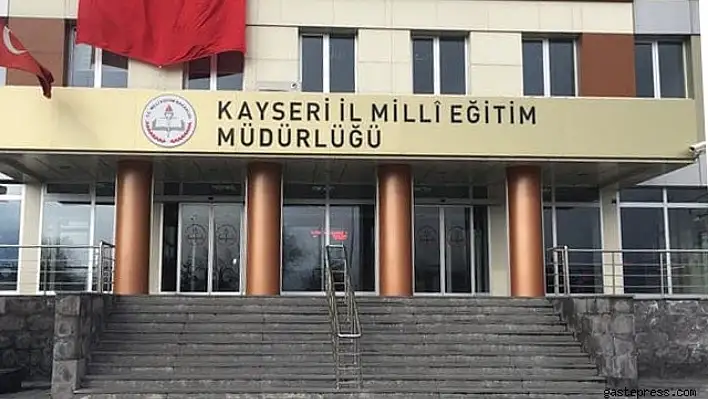 KAYSERİ İL MİLLÎ EĞİTİM
MÜDÜRLÜĞÜ
gastepress.com